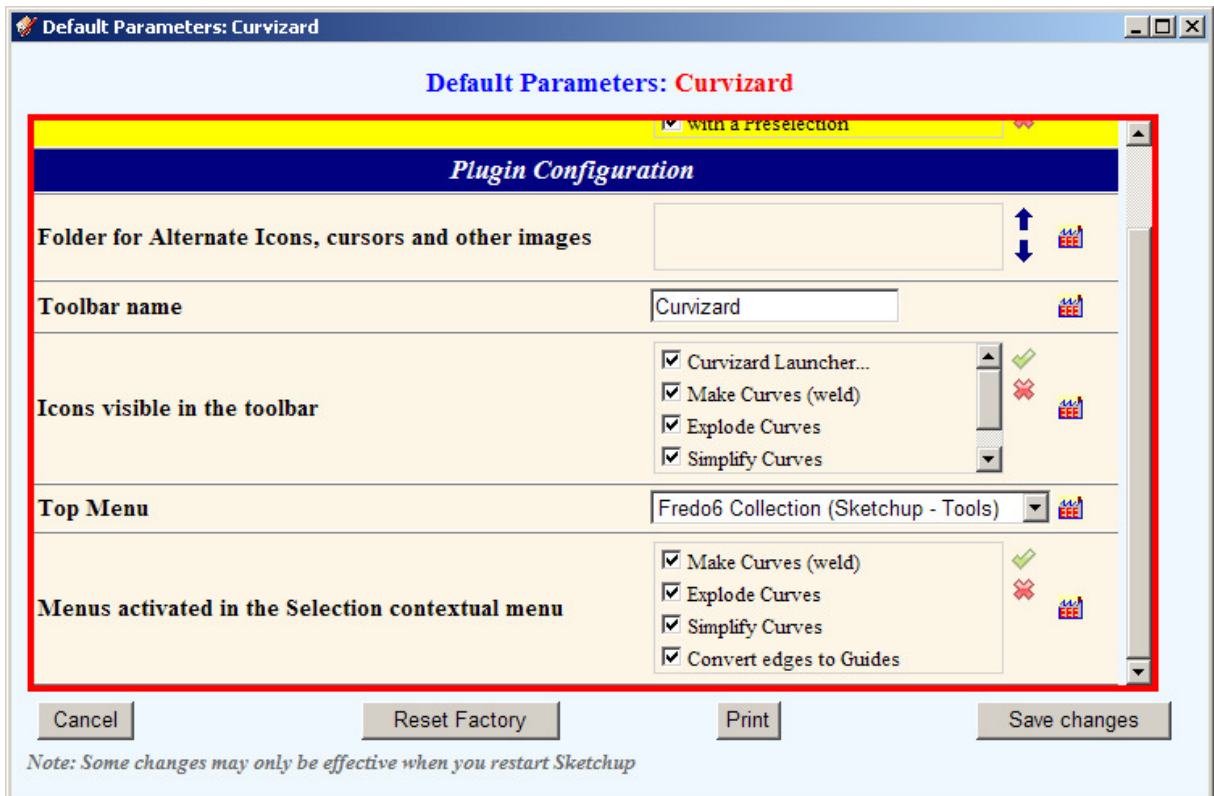 Default Parameters: Curvizard
Default Parameters: Curvizard
with a Preselection
Plugin Configuration
Folder for Alternate Icons, cursors and other images
Toolbar name
Curvizard
Icons visible in the toolbar
Curvizard Launcher...
Make Curves (weld)
Explode Curves
Simplify Curves
Top Menu
Fredo6 Collection (Sketchup - Tools)
Menus activated in the Selection contextual menu
Make Curves (weld)
Explode Curves
Simplify Curves
Convert edges to Guides
Cancel
Reset Factory
Print
Save changes
Note: Some changes may only be effective when you restart Sketchup